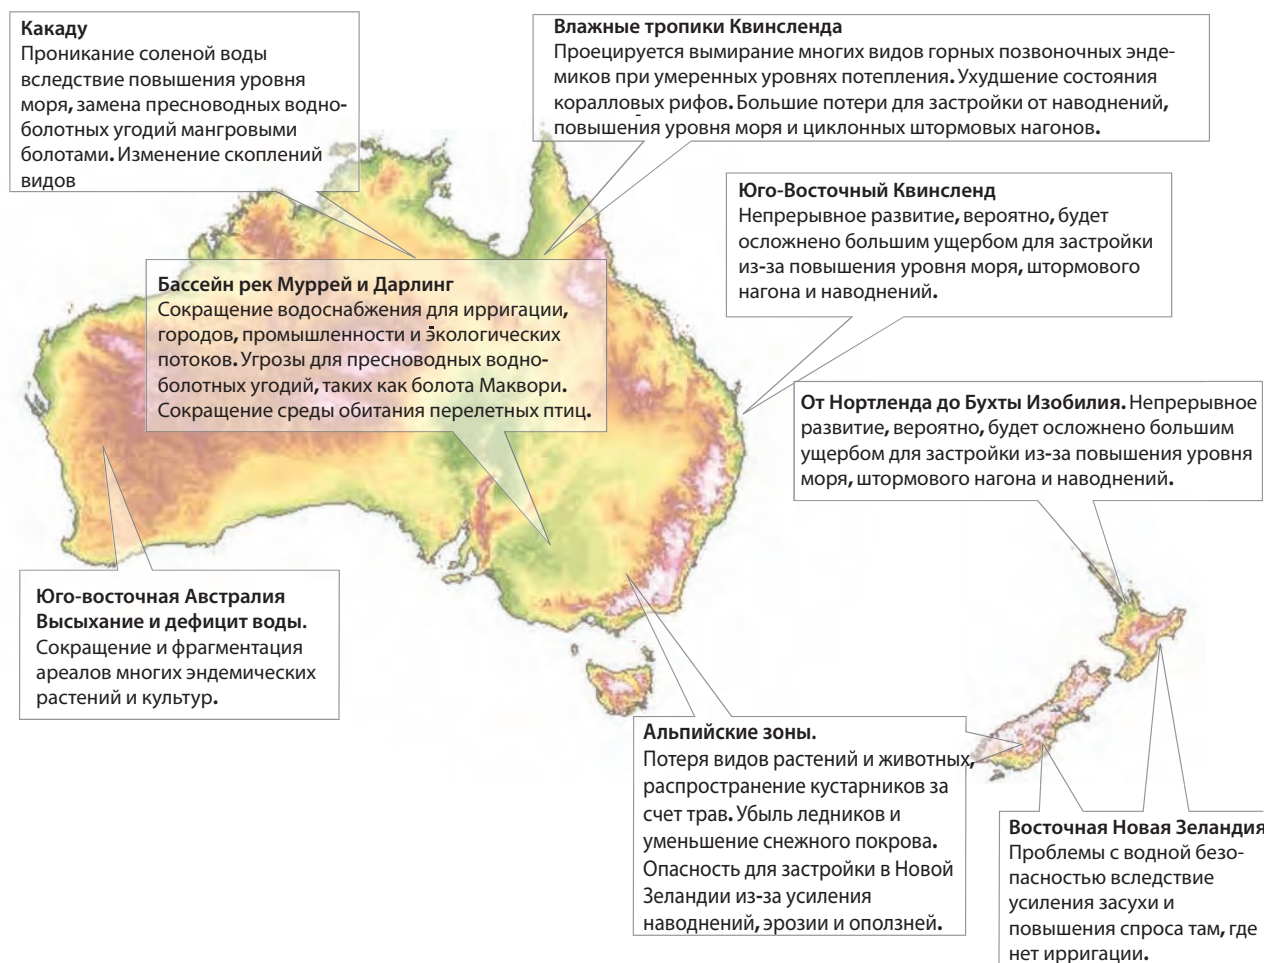 Какаду
Проникание соленой воды
вследствие повышения уровня
моря, замена пресноводных водно-
болотных угодий мангровыми
болотами. Изменение скоплений
видов
Влажные тропики Квинсленда
Проецируется вымирание многих видов горных позвоночных энде-
миков при умеренных уровнях потепления. Ухудшение состояния
коралловых рифов. Большие потери для застройки от наводнений,
повышения уровня моря и циклонных штормовых нагонов.
Юго-Восточный Квинсленд
Непрерывное развитие, вероятно, будет
осложнено большим ущербом для застройки
из-за повышения уровня моря, штормового
нагона и наводнений.
Бассейн рек Муррей и Дарлинг
Сокращение водоснабжения для ирригации,
городов, промышленности и экологических
потоков. Угрозы для пресноводных водно-
болотных угодий, таких как болота Маквори.
Сокращение среды обитания перелетных птиц.
От Нортленда до Бухты Изобилия. Непрерывное
развитие, вероятно, будет осложнено большим
ущербом для застройки из-за повышения уровня
моря, штормового нагона и наводнений.
Юго-восточная Австралия
Высыхание и дефицит воды.
Сокращение и фрагментация
ареалов многих эндемических
растений и культур.
Альпийские зоны.
Потеря видов растений и животных,
распространение кустарников за
счет трав. Убыль ледников и
уменьшение снежного покрова.
Опасность для застройки в Новой
Зеландии из-за усиления
наводнений, эрозии и оползней.
Восточная Новая Зеландия
Проблемы с водной безо-
пасностью вследствие
усиления засухи и
повышения спроса там, где
нет ирригации.